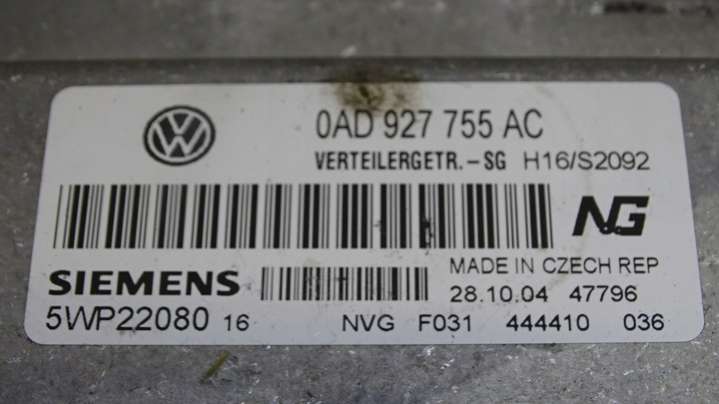 VW
0AD 927 755 AC
VERTEILERGETR.-SG H16/S2092
NG
SIEMENS
MADE IN CZECH REP
28.10.04 47796
5WP22080 16 NVG F031 444410 036